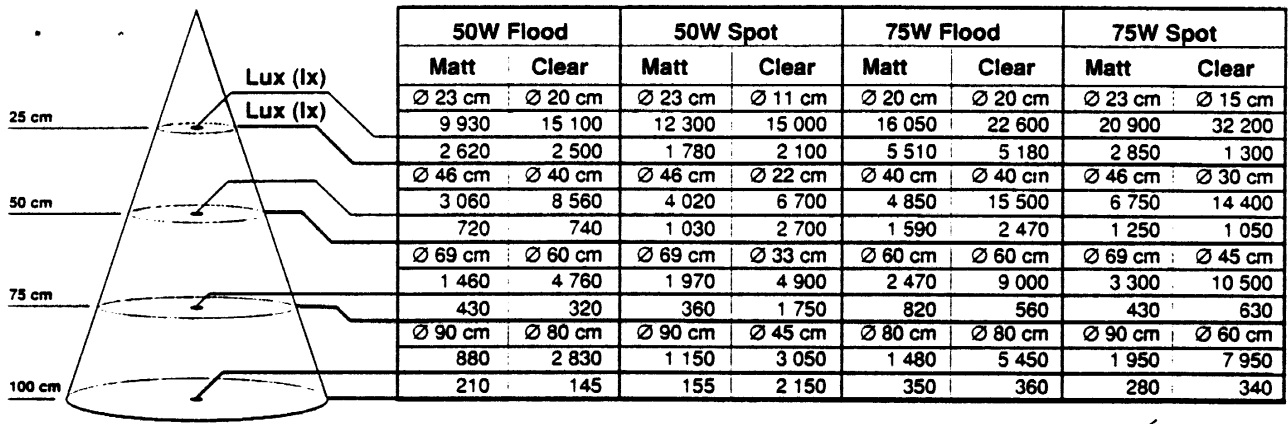 50W Flood 50W Spot 75W Flood 75W Spot
Matt Clear Matt Clear Matt Clear Matt Clear
Lux (lx)
Ø 23 cm Ø 20 cm Ø 23 cm Ø 11 cm Ø 20 cm Ø 20 cm Ø 23 cm Ø 15 cm
Lux (lx)
25 cm
9 930 15 100 12 300 15 000 16 050 22 600 20 900 32 200
2 620 2 500 1 780 2 100 5 510 5 180 2 850 1 300
Ø 46 cm Ø 40 cm Ø 46 cm Ø 22 cm Ø 40 cm Ø 40 cm Ø 46 cm Ø 30 cm
50 cm
3 060 8 560 4 020 6 700 4 850 15 500 6 750 14 400
720 740 1 030 2 700 1 590 2 470 1 250 1 050
Ø 69 cm Ø 60 cm Ø 69 cm Ø 33 cm Ø 60 cm Ø 60 cm Ø 69 cm Ø 45 cm
75 cm
1 460 4 760 1 970 4 900 2 470 9 000 3 300 10 500
430 320 360 1 750 820 560 430 630
Ø 90 cm Ø 80 cm Ø 90 cm Ø 45 cm Ø 80 cm Ø 80 cm Ø 90 cm Ø 60 cm
880 2 830 1 150 3 050 1 480 5 450 1 950 7 950
100 cm
210 145 155 2 150 350 360 280 340